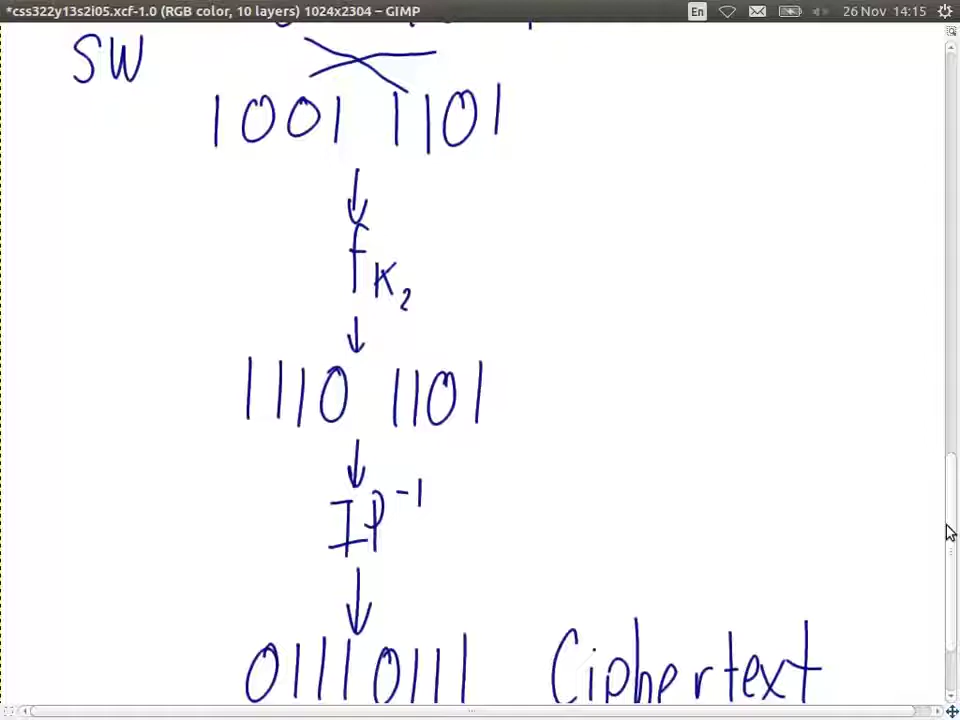 *css322y13s2i05.xcf-1.0 (RGB color, 10 layers) 1024x2304 – GIMP
En
26 Nov 14:15
SW
1001 1101
↓
fK₂
↓
1110 1101
↓
IP⁻¹
↓
01110111 Ciphertext